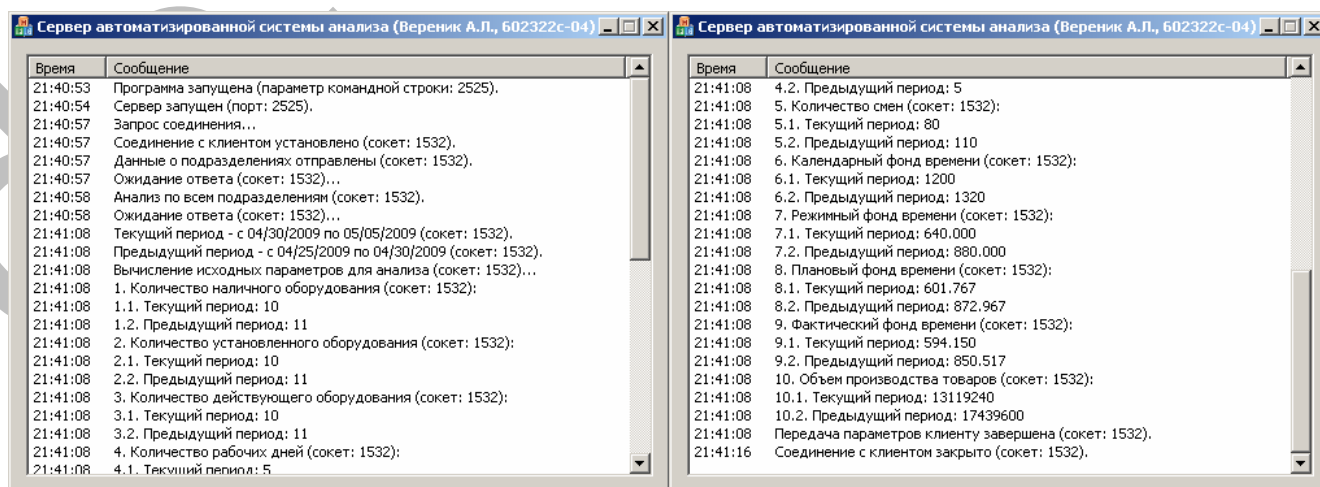 Сервер автоматизированной системы анализа (Вереник А.Л., 602322с-04)
Время Сообщение
21:40:53 Программа запущена (параметр командной строки: 2525).
21:40:54 Сервер запущен (порт: 2525).
21:40:57 Запрос соединения...
21:40:57 Соединение с клиентом установлено (сокет: 1532).
21:40:57 Данные о подразделениях отправлены (сокет: 1532).
21:40:57 Ожидание ответа (сокет: 1532)...
21:40:58 Анализ по всем подразделениям (сокет: 1532).
21:40:58 Ожидание ответа (сокет: 1532)...
21:41:08 Текущий период - с 04/30/2009 по 05/05/2009 (сокет: 1532).
21:41:08 Предыдущий период - с 04/25/2009 по 04/30/2009 (сокет: 1532).
21:41:08 Вычисление исходных параметров для анализа (сокет: 1532)...
21:41:08 1. Количество наличного оборудования (сокет: 1532):
21:41:08 1.1. Текущий период: 10
21:41:08 1.2. Предыдущий период: 11
21:41:08 2. Количество установленного оборудования (сокет: 1532):
21:41:08 2.1. Текущий период: 10
21:41:08 2.2. Предыдущий период: 11
21:41:08 3. Количество действующего оборудования (сокет: 1532):
21:41:08 3.1. Текущий период: 10
21:41:08 3.2. Предыдущий период: 11
21:41:08 4. Количество рабочих дней (сокет: 1532):
21:41:08 4.1. Текущий период: 5
Сервер автоматизированной системы анализа (Вереник А.Л., 602322с-04)
Время Сообщение
21:41:08 4.2. Предыдущий период: 5
21:41:08 5. Количество смен (сокет: 1532):
21:41:08 5.1. Текущий период: 80
21:41:08 5.2. Предыдущий период: 110
21:41:08 6. Календарный фонд времени (сокет: 1532):
21:41:08 6.1. Текущий период: 1200
21:41:08 6.2. Предыдущий период: 1320
21:41:08 7. Режимный фонд времени (сокет: 1532):
21:41:08 7.1. Текущий период: 640.000
21:41:08 7.2. Предыдущий период: 880.000
21:41:08 8. Плановый фонд времени (сокет: 1532):
21:41:08 8.1. Текущий период: 601.767
21:41:08 8.2. Предыдущий период: 872.967
21:41:08 9. Фактический фонд времени (сокет: 1532):
21:41:08 9.1. Текущий период: 594.150
21:41:08 9.2. Предыдущий период: 850.517
21:41:08 10. Объем производства товаров (сокет: 1532):
21:41:08 10.1. Текущий период: 13119240
21:41:08 10.2. Предыдущий период: 17439600
21:41:08 Передача параметров клиенту завершена (сокет: 1532).
21:41:16 Соединение с клиентом закрыто (сокет: 1532).